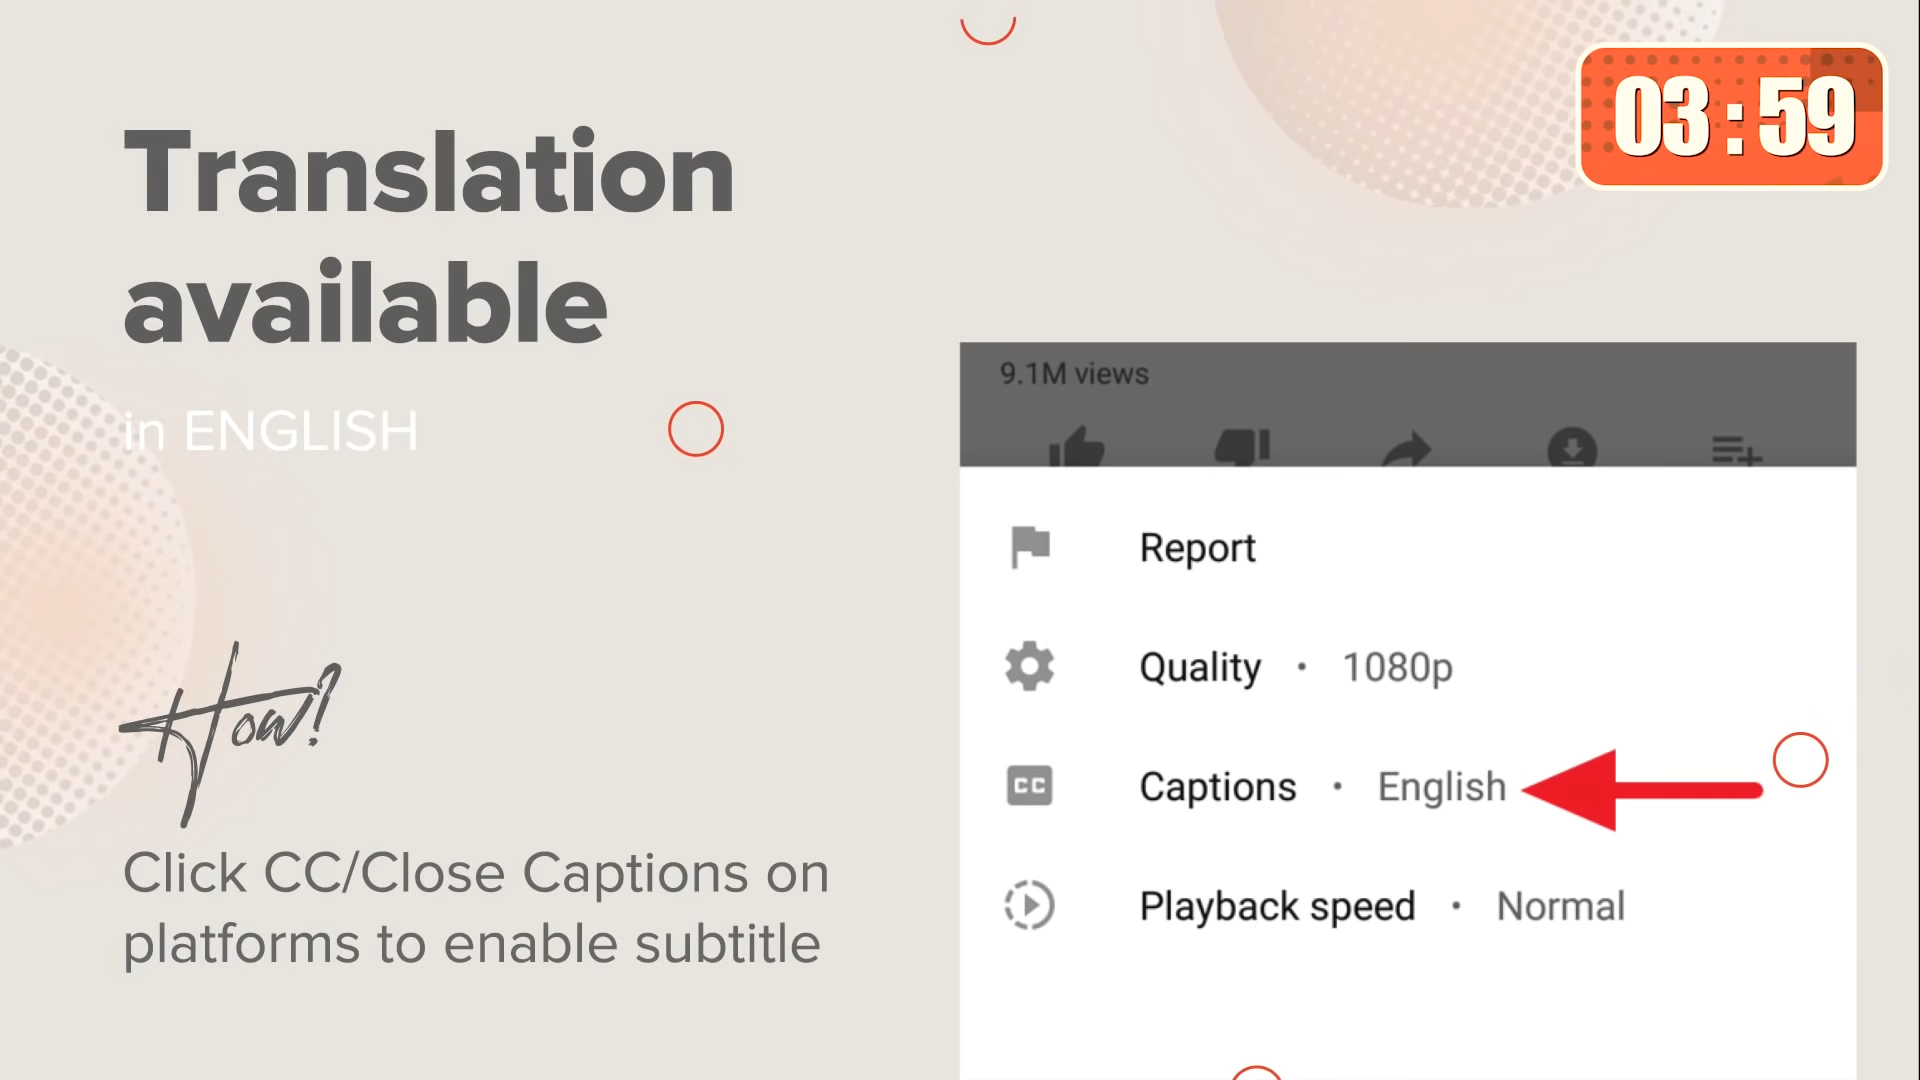 Translation
available
in ENGLISH
How?
Click CC/Close Captions on
platforms to enable subtitle
03:59
9.1M views
Report
Quality • 1080p
CC Captions • English
Playback speed • Normal